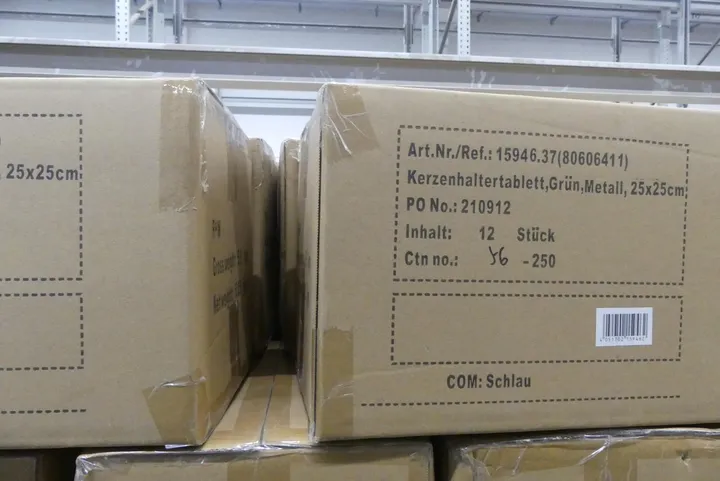 , 25x25cm
Art.Nr./Ref.: 15946.37(80606411)
Kerzenhaltertablett,Grün,Metall, 25x25cm
PO No.: 210912
Inhalt: 12 Stück
Ctn no.: 56 -250
COM: Schlau